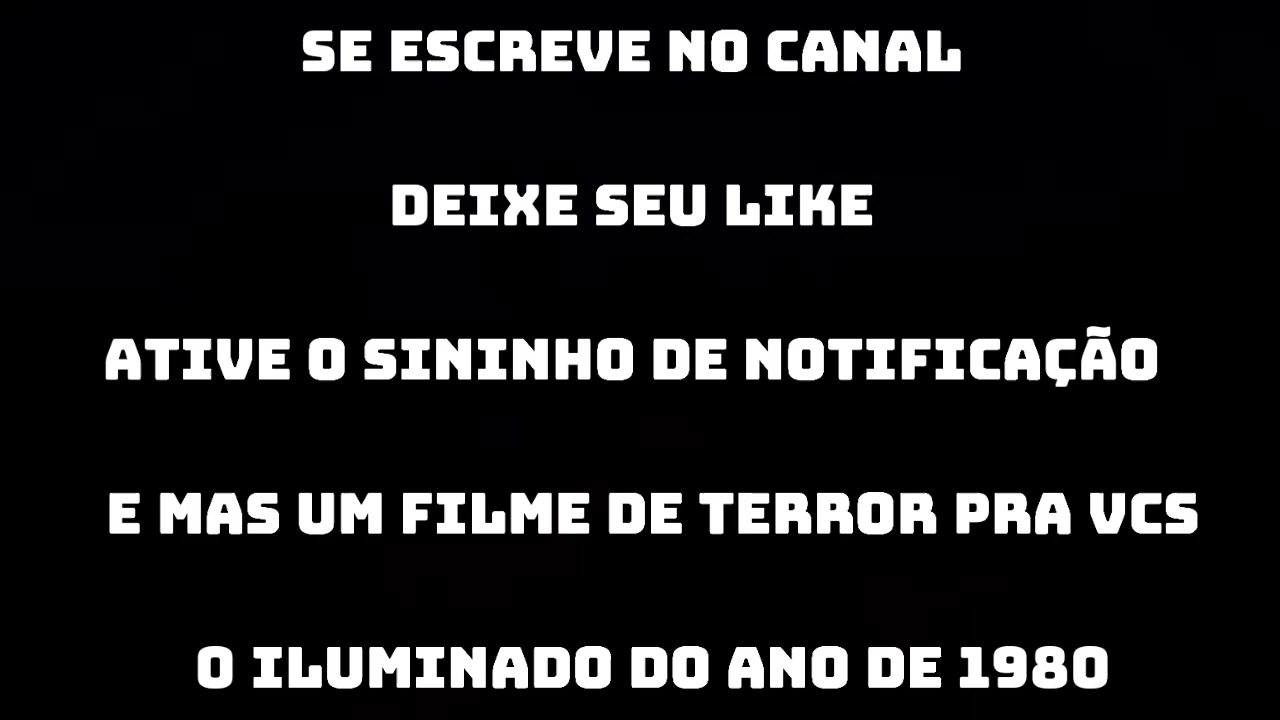 SE ESCREVE NO CANAL
DEIXE SEU LIKE
ATIVE O SININHO DE NOTIFICAÇÃO
E MAS UM FILME DE TERROR PRA VCS
O ILUMINADO DO ANO DE 1980